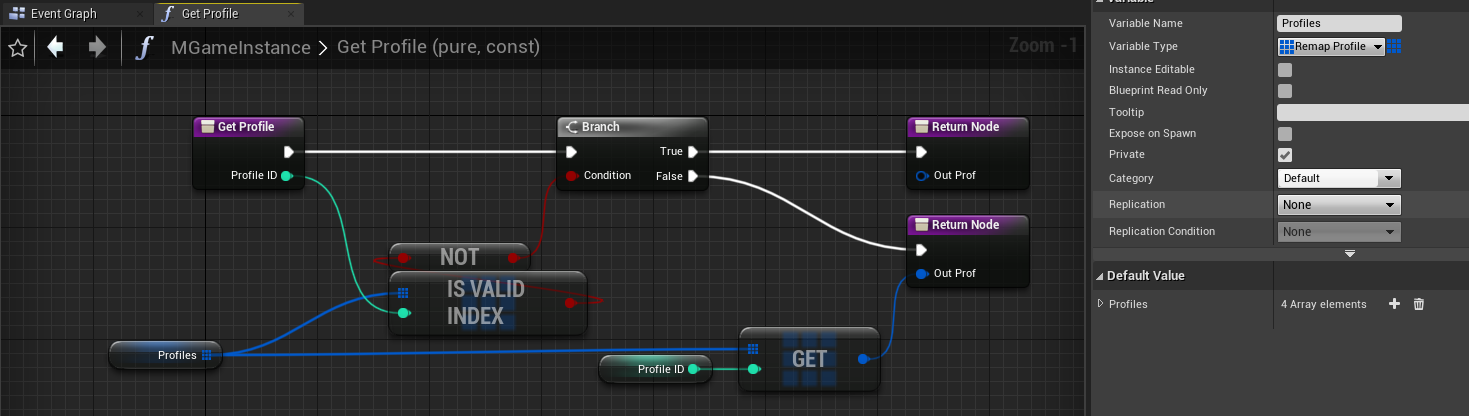 Event Graph
Get Profile
MGameInstance > Get Profile (pure, const)
Zoom -1
Get Profile
Profile ID
Branch
True
Condition
False
Return Node
Out Prof
Return Node
Out Prof
NOT
IS VALID
INDEX
Profiles
Profile ID
GET
Variable
Variable Name
Profiles
Variable Type
Remap Profile
Instance Editable
Blueprint Read Only
Tooltip
Expose on Spawn
Private
Category
Default
Replication
None
Replication Condition
None
Default Value
Profiles
4 Array elements